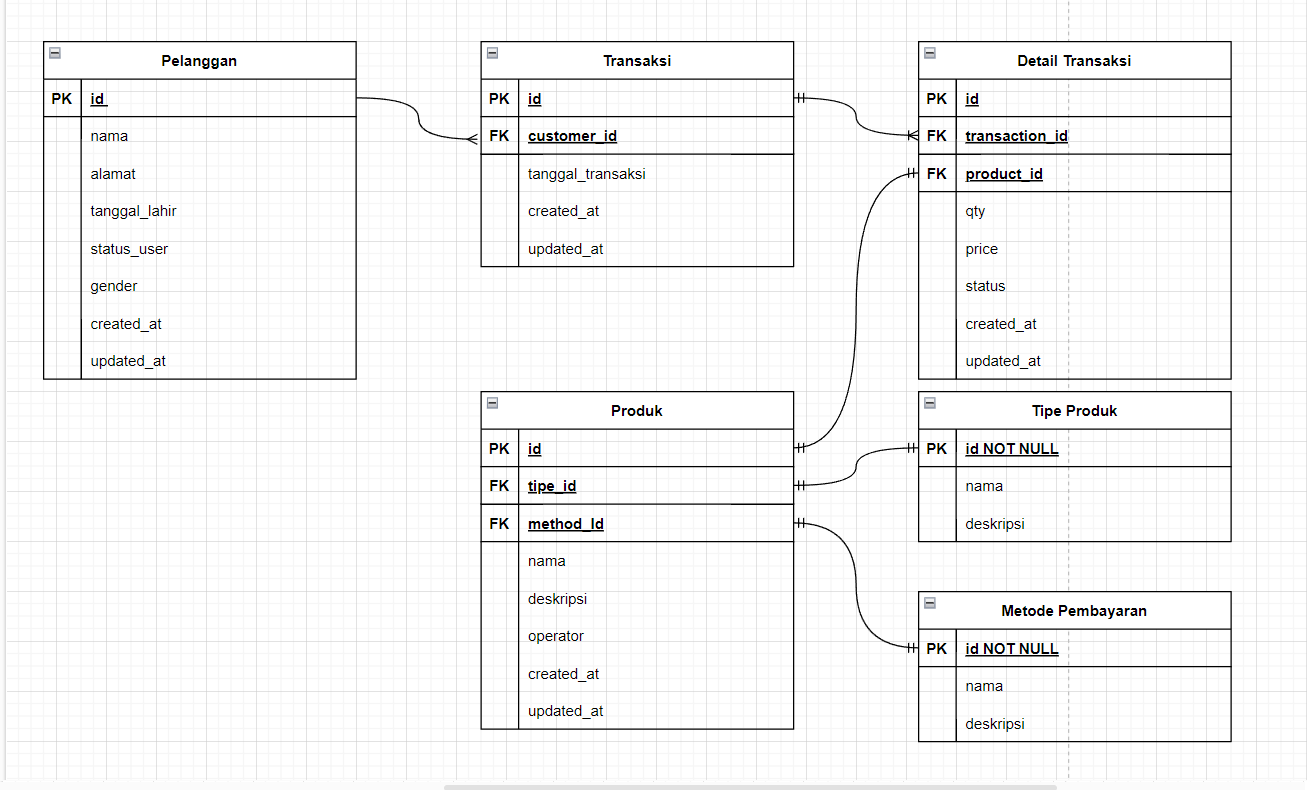 Pelanggan
PK id
nama
alamat
tanggal_lahir
status_user
gender
created_at
updated_at
Transaksi
PK id
FK customer_id
tanggal_transaksi
created_at
updated_at
Detail Transaksi
PK id
FK transaction_id
FK product_id
qty
price
status
created_at
updated_at
Produk
PK id
FK tipe_id
FK method_Id
nama
deskripsi
operator
created_at
updated_at
Tipe Produk
PK id NOT NULL
nama
deskripsi
Metode Pembayaran
PK id NOT NULL
nama
deskripsi